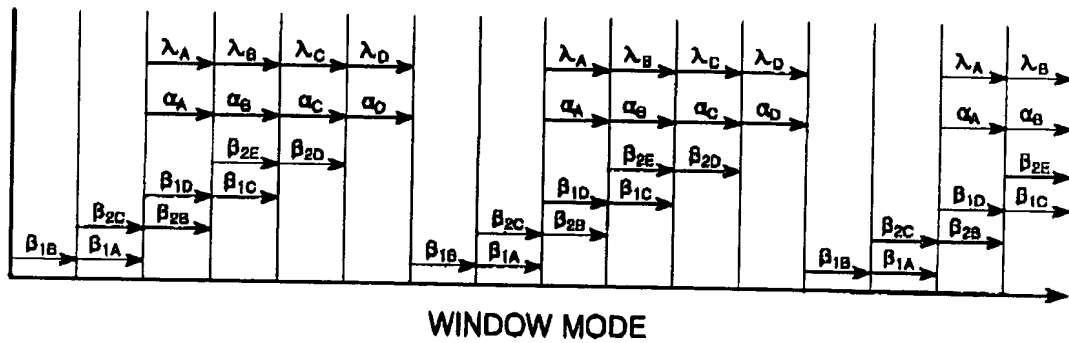 λA λB λC λD λA λB λC λD λA λB
αA αB αC αD αA αB αC αD αA αB
β2E β2D β2E β2D β2E
β1D β1C β1D β1C β1D β1C
β2C β2B β2C β2B β2C β2B
β1B β1A β1B β1A β1B β1A
WINDOW MODE